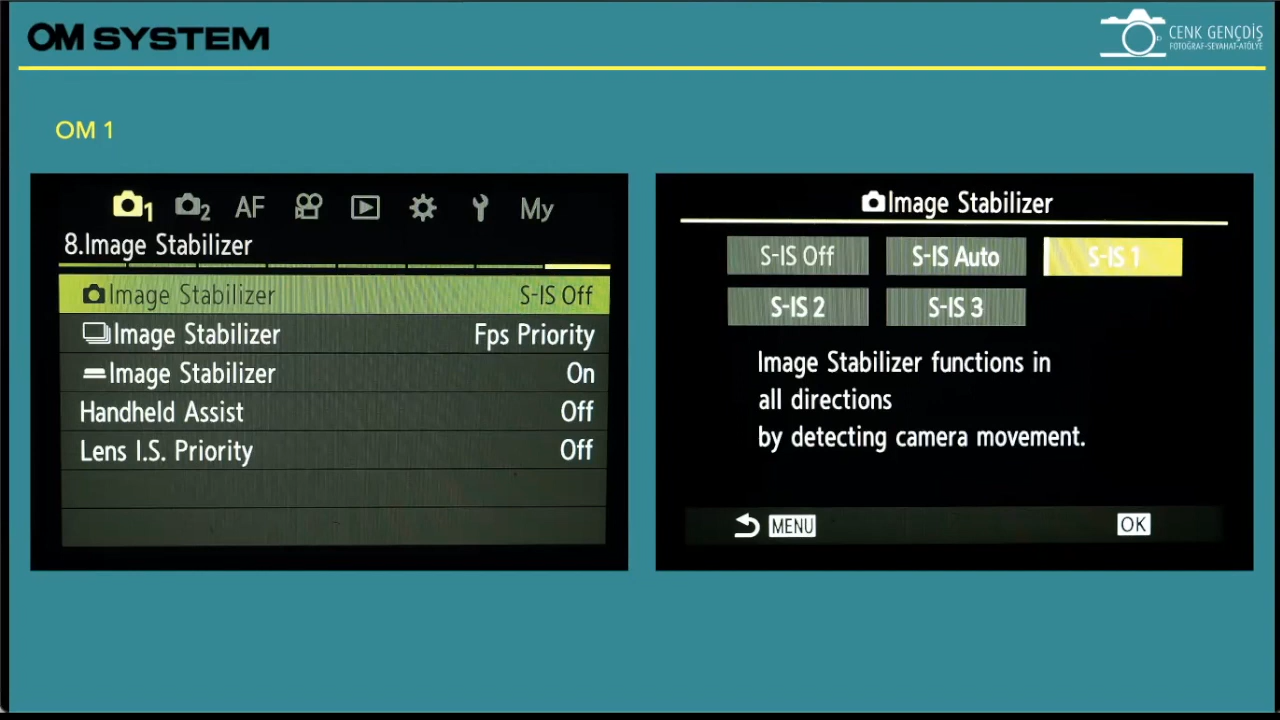 OM SYSTEM
CENK GENÇDİŞ
FOTOĞRAF-SEYAHAT-ATÖLYE
OM 1
1 2 AF My
8.Image Stabilizer
Image Stabilizer S-IS Off
Image Stabilizer Fps Priority
Image Stabilizer On
Handheld Assist Off
Lens I.S. Priority Off
Image Stabilizer
S-IS Off S-IS Auto S-IS 1
S-IS 2 S-IS 3
Image Stabilizer functions in
all directions
by detecting camera movement.
MENU OK